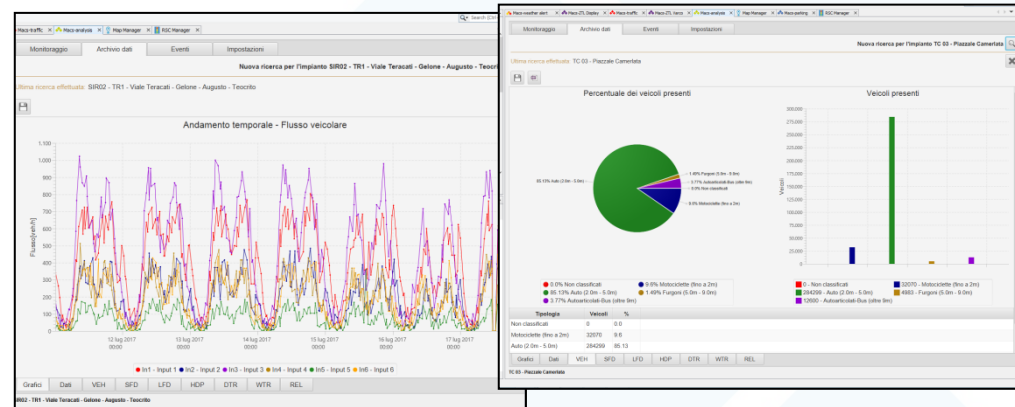 Search (Ctrl
Maco-traffic Maco-analysis Map Manager RSC Manager
Monitoraggio Archivio dati Eventi Impostazioni
Nuova ricerca per l'impianto SIR02 - TR1 - Viale Teracati - Gelone - Augusto - Teocri
Ultima ricerca effettuata SIR02 - TR1 - Viale Teracati - Gelone - Augusto - Teocrito
Andamento temporale - Flusso veicolare
Flusso[veh/h]
1.100
1.000
900
800
700
600
500
400
300
200
100
0
12 lug 2017 13 lug 2017 14 lug 2017 15 lug 2017 16 lug 2017 17 lug 2017
00:00 00:00 00:00 00:00 00:00 00:00
In1 - Input 1 In2 - Input 2 In3 - Input 3 In4 - Input 4 In5 - Input 5 In6 - Input 6
Grafici Dati VEH SFD LFD HDP DTR WTR REL
SIR02 - TR1 - Viale Teracati - Gelone - Augusto - Teocrito
Maco-weather alert Maco-ZTL Display Maco-traffic Maco-ZTL Varco Maco-analysis Map Manager Maco-parking RSC Manager
Monitoraggio Archivio dati Eventi Impostazioni
Nuova ricerca per l'impianto TC 03 - Piazzale Camerlata
Ultima ricerca effettuata TC 03 - Piazzale Camerlata
Percentuale dei veicoli presenti
85.13% Auto (2.0m - 5.0m)
1.49% Furgoni (5.0m - 9.0m)
3.77% Autoarticolati-Bus (oltre 9m)
0.0% Non classificati
9.6% Motociclette (fino a 2m)
0.0% Non classificati 9.6% Motociclette (fino a 2m)
85.13% Auto (2.0m - 5.0m) 1.49% Furgoni (5.0m - 9.0m)
3.77% Autoarticolati-Bus (oltre 9m)
Veicoli presenti
Veicoli
300.000
275.000
250.000
225.000
200.000
175.000
150.000
125.000
100.000
75.000
50.000
25.000
0
0 - Non classificati 32070 - Motociclette (fino a 2m)
284299 - Auto (2.0m - 5.0m) 4983 - Furgoni (5.0m - 9.0m)
12600 - Autoarticolati-Bus (oltre 9m)
Tipologia Veicoli %
Non classificati 0 0.0
Motociclette (fino a 2m) 32070 9.6
Auto (2.0m - 5.0m) 284299 85.13
Grafici Dati VEH SFD LFD HDP DTR WTR REL
TC 03 - Piazzale Camerlata